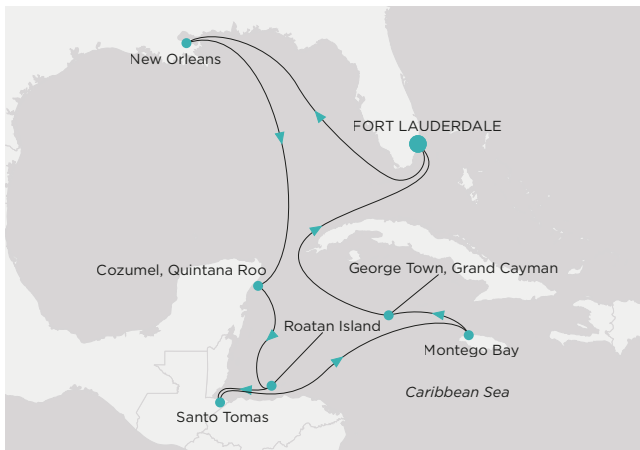 New Orleans
FORT LAUDERDALE
Cozumel, Quintana Roo
George Town, Grand Cayman
Roatan Island
Montego Bay
Caribbean Sea
Santo Tomas